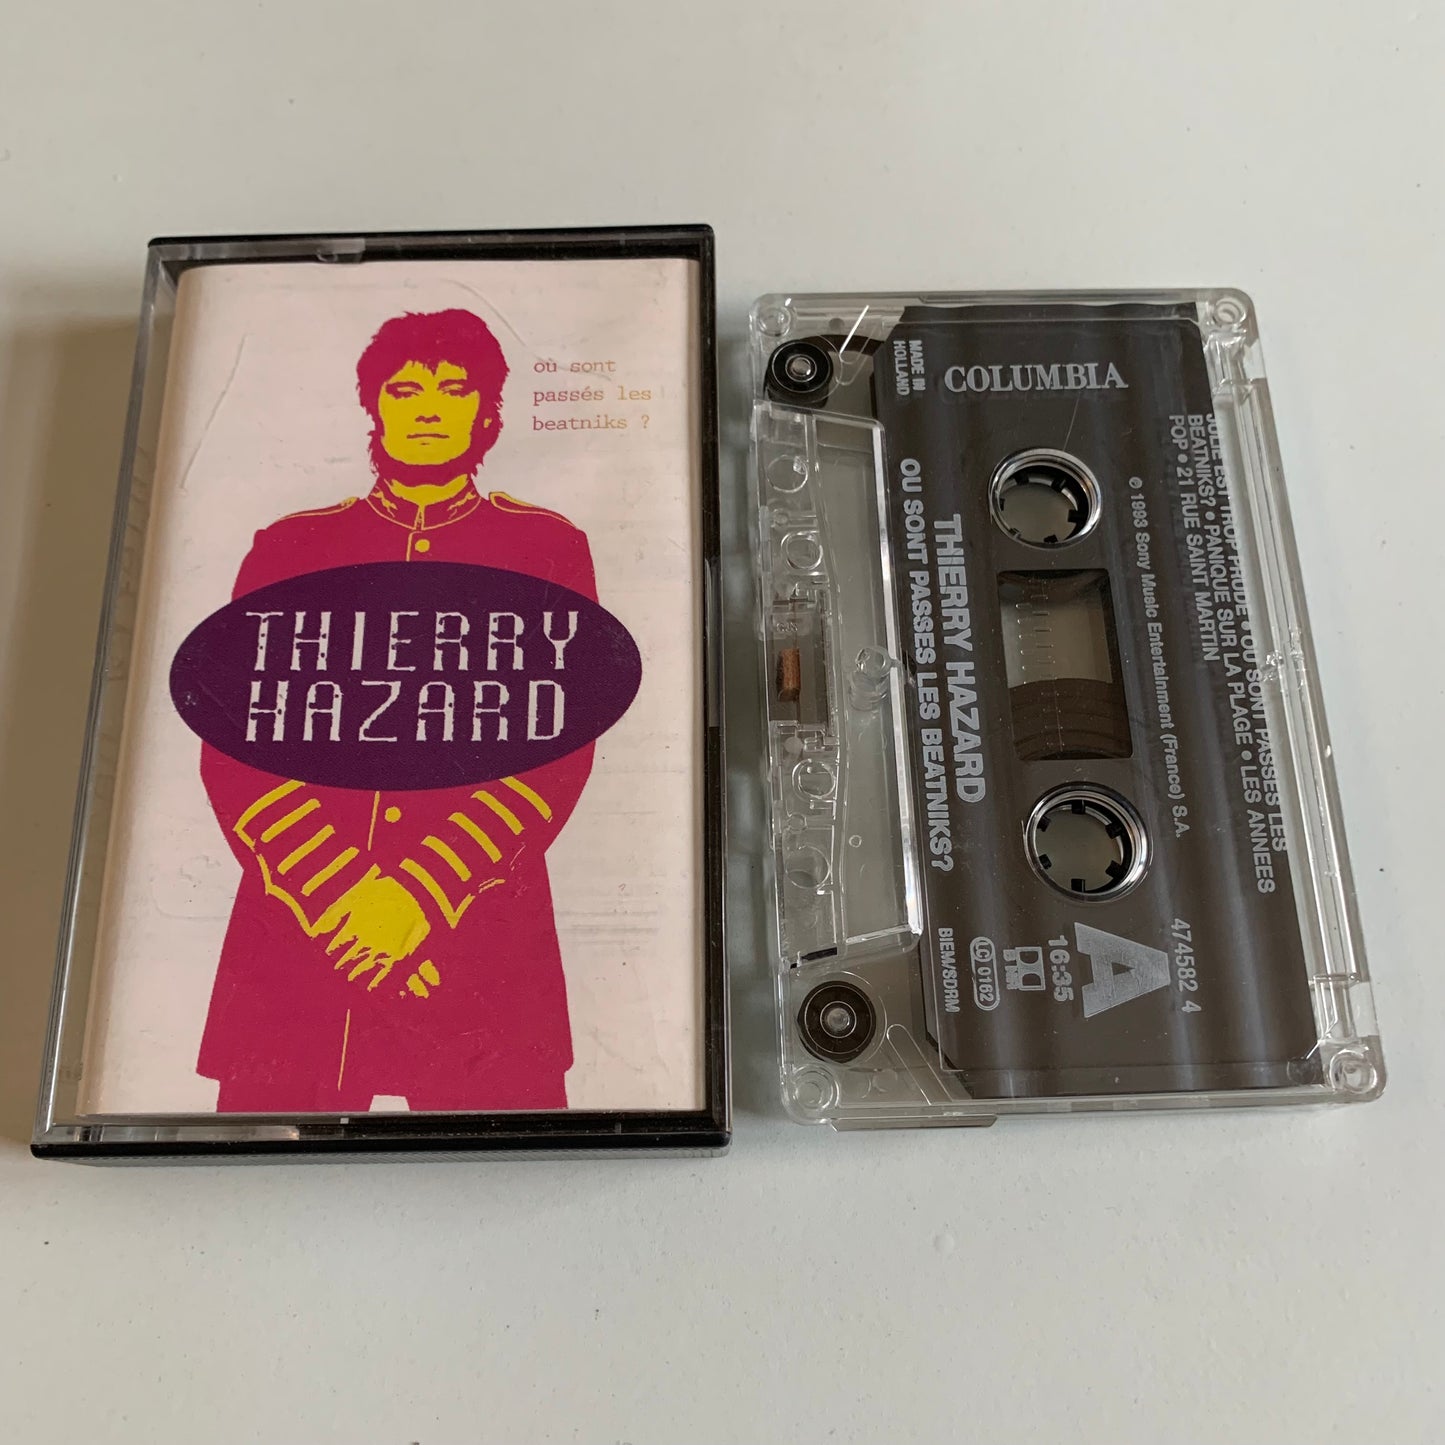 où sont
passés les
beatniks ?
THIERRY
HAZARD
COLUMBIA
MADE IN
HOLLAND
JULIE EST TROP PRUDE • OU SONT PASSES LES
BEATNIKS? • PANIQUE SUR LA PLAGE • LES ANNEES
POP • 21 RUE SAINT MARTIN
℗ 1993 Sony Music Entertainment (France) S.A.
THIERRY HAZARD
OU SONT PASSES LES BEATNIKS?
A
474582 4
16:35
LC 0162
BIEM/SDRM